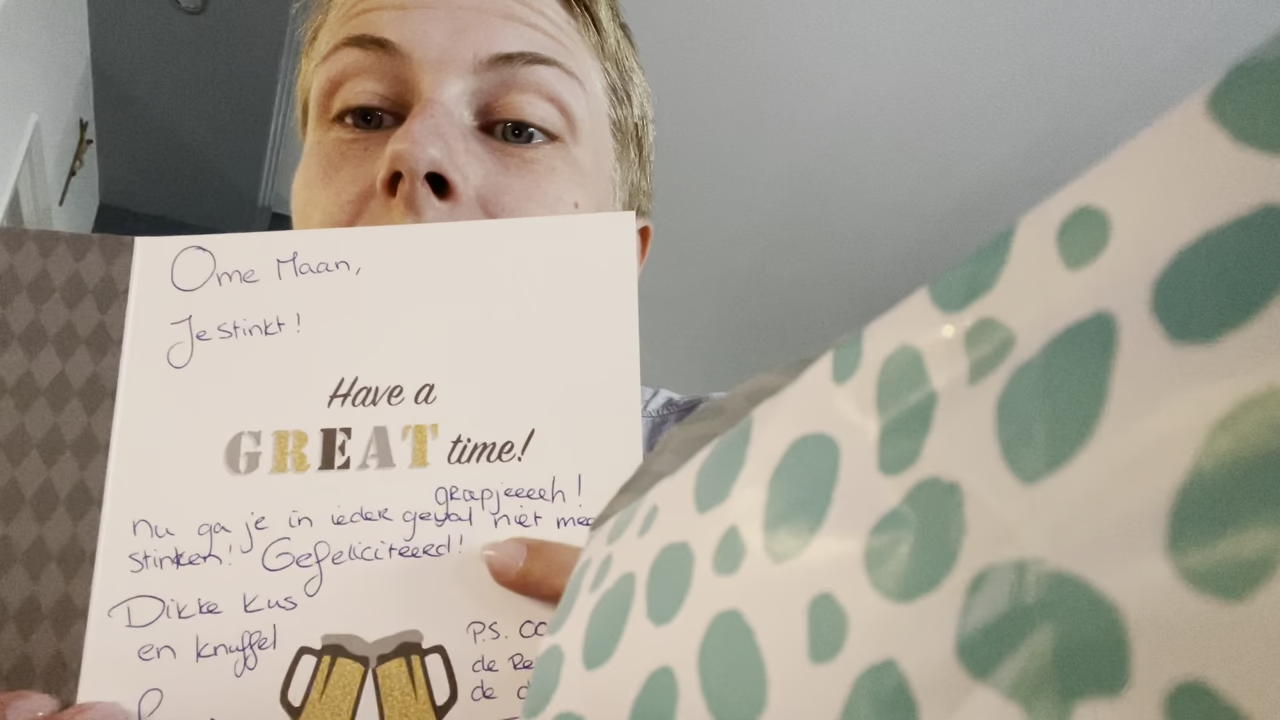 Ome Maan,
Je stinkt!
Have a
GREAT time!
grapjeeeeh!
nu ga je in ieder geval niet mee
stinken! Gefeliciteerd!
Dikke kus
en knuffel
P.S.
de
de